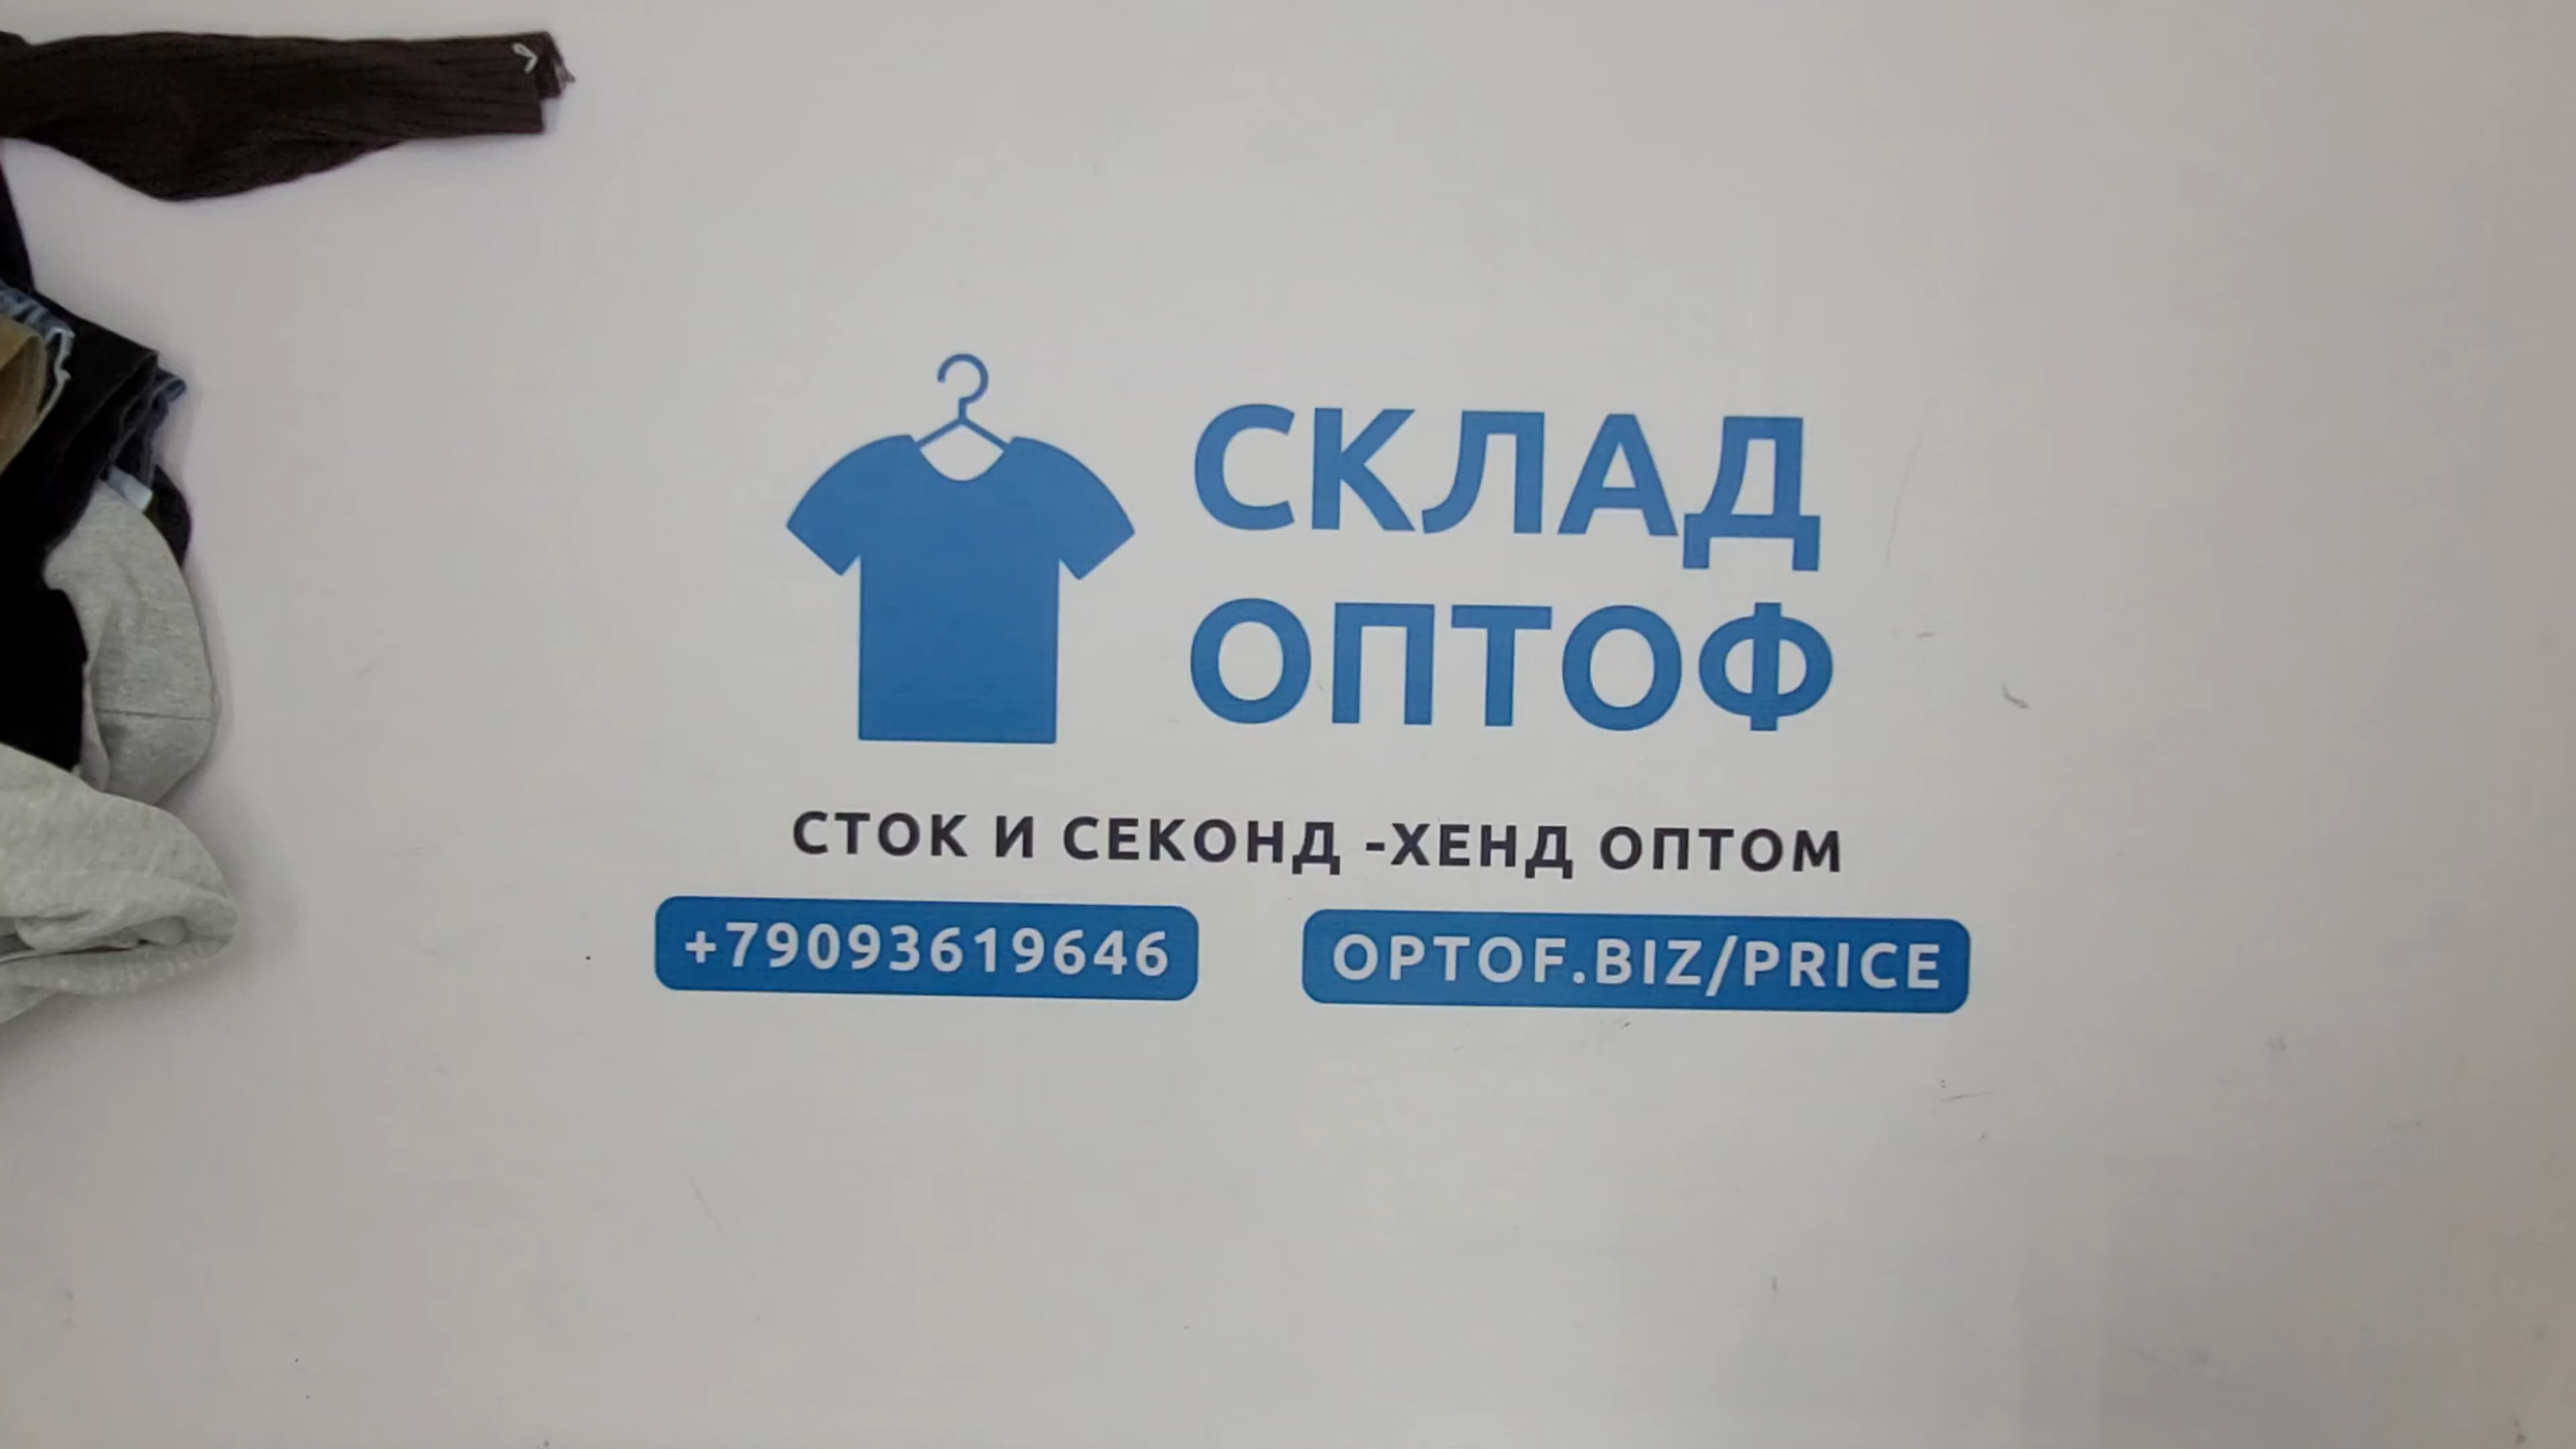 СКЛАД
ОПТОФ
СТОК И СЕКОНД -ХЕНД ОПТОМ
+79093619646
OPTOF.BIZ/PRICE